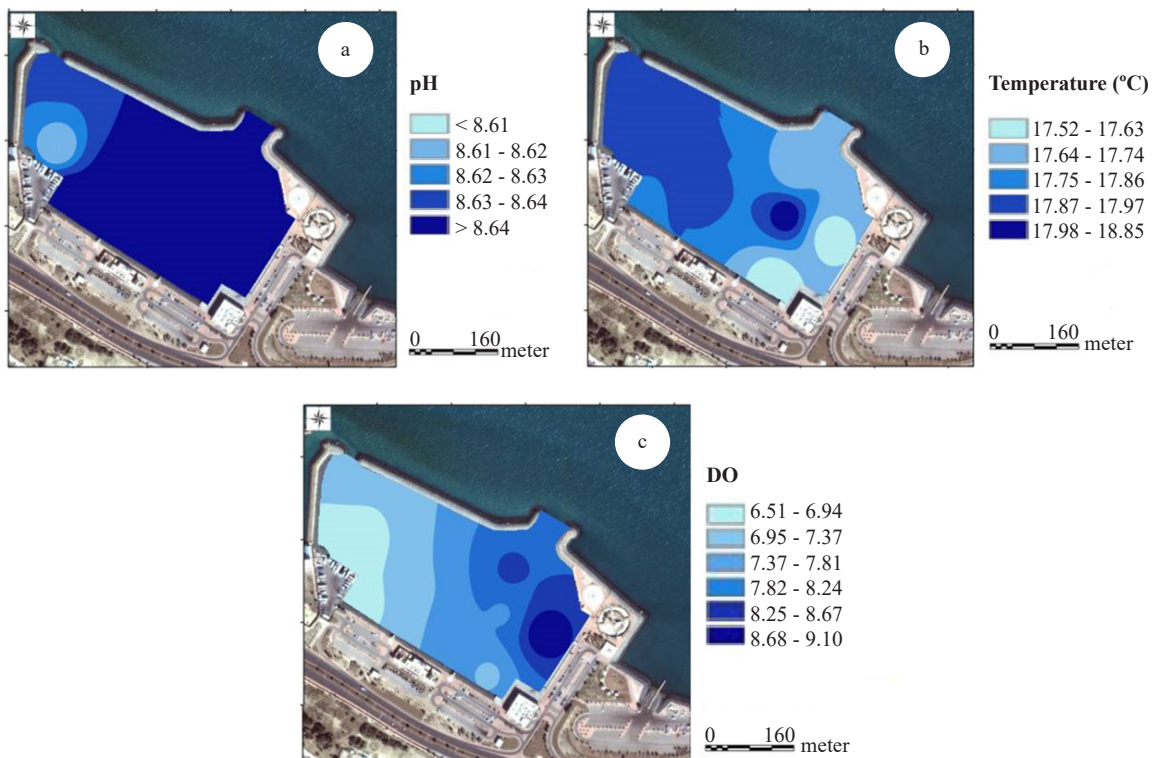 a
pH
< 8.61
8.61 - 8.62
8.62 - 8.63
8.63 - 8.64
> 8.64
0 160
meter
b
Temperature (ºC)
17.52 - 17.63
17.64 - 17.74
17.75 - 17.86
17.87 - 17.97
17.98 - 18.85
0 160
meter
c
DO
6.51 - 6.94
6.95 - 7.37
7.37 - 7.81
7.82 - 8.24
8.25 - 8.67
8.68 - 9.10
0 160
meter